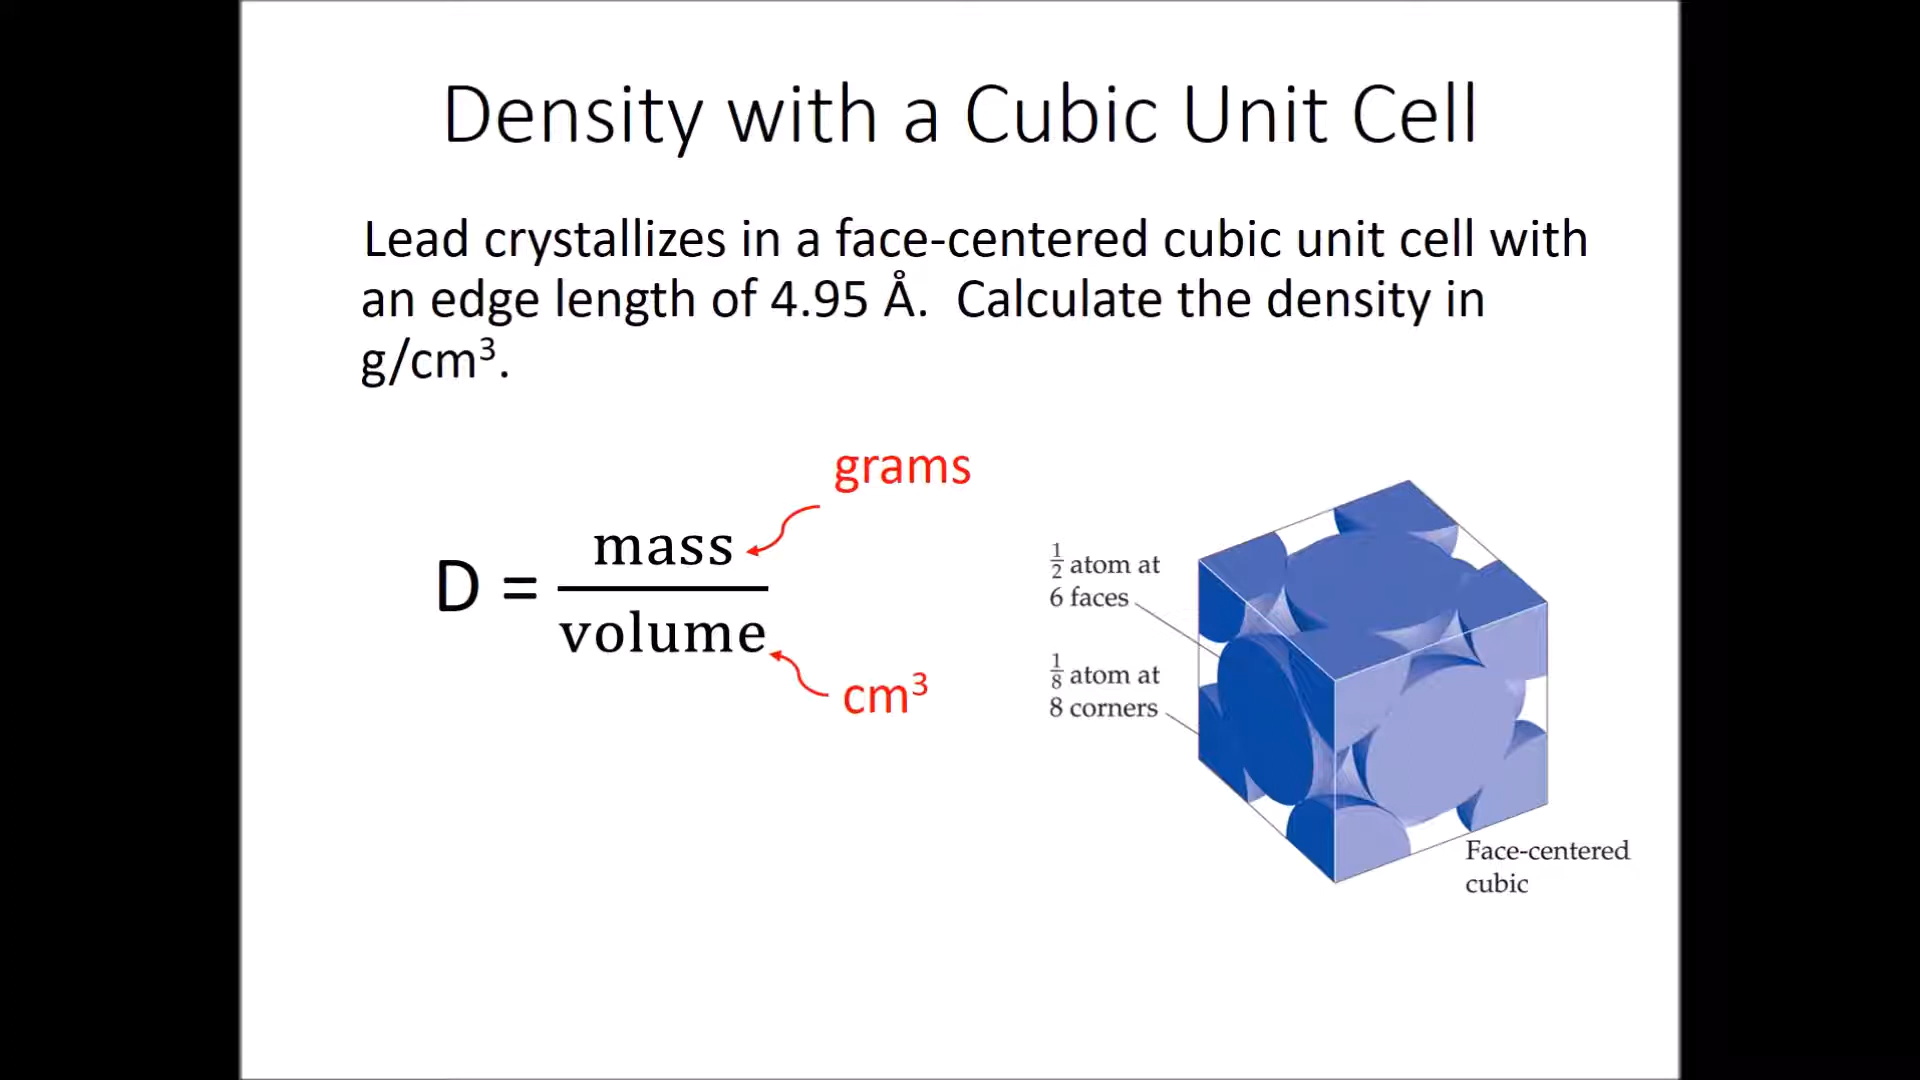 Density with a Cubic Unit Cell
Lead crystallizes in a face-centered cubic unit cell with
an edge length of 4.95 Å. Calculate the density in
g/cm³.
grams
D = mass
volume
cm³
½ atom at
6 faces
⅛ atom at
8 corners
Face-centered
cubic